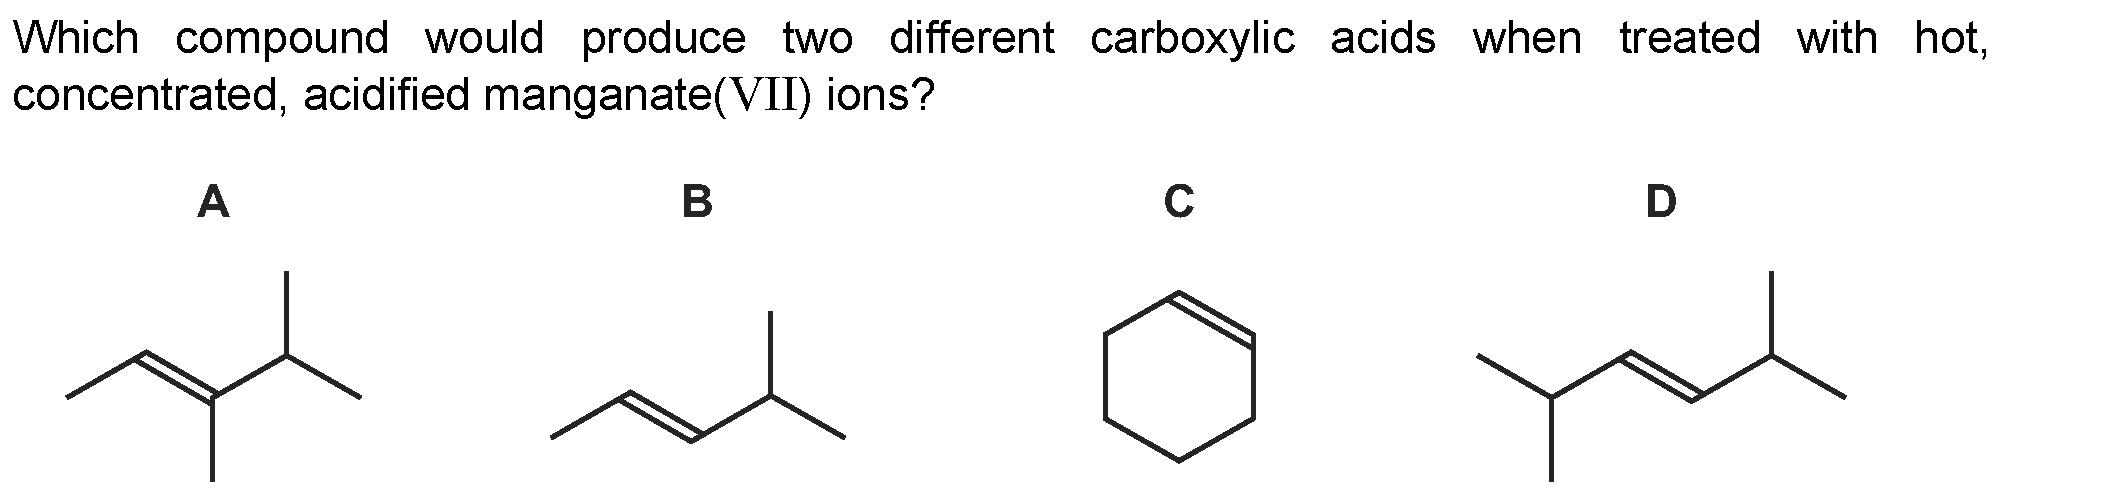 Which compound would produce two different carboxylic acids when treated with hot,
concentrated, acidified manganate(VII) ions?
A B C D